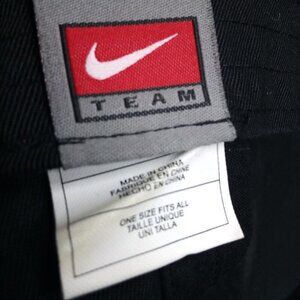 TEAM
MADE IN CHINA
FABRIQUE EN CHINE
HECHO EN CHINA
ONE SIZE FITS ALL
TAILLE UNIQUE
UNI TALLA